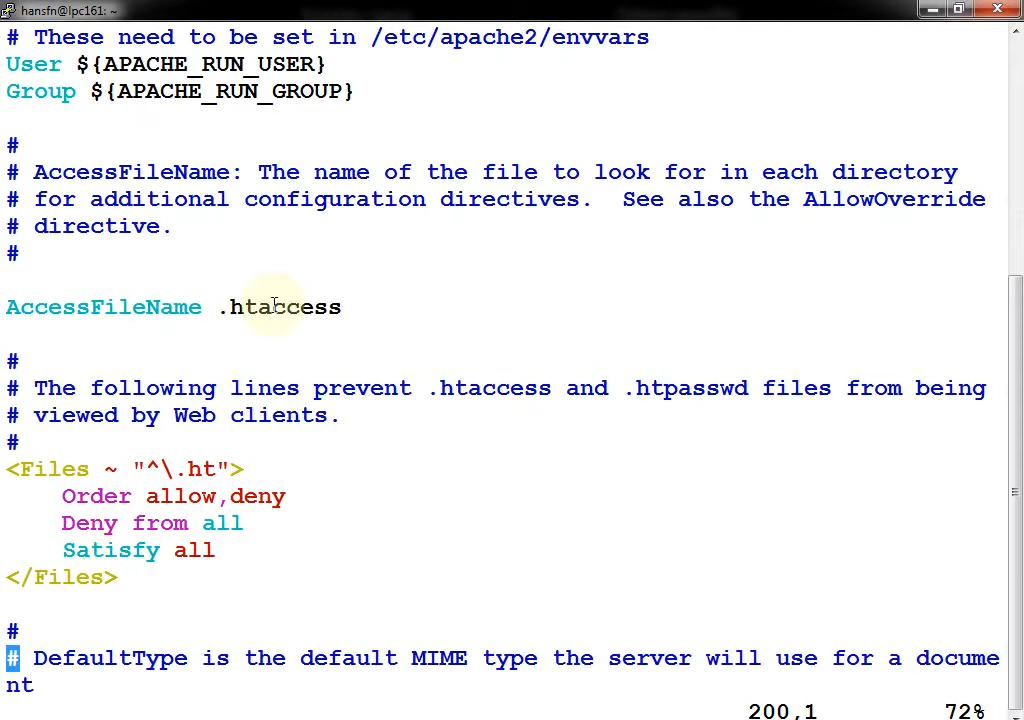 hansfn@lpc161: ~
# These need to be set in /etc/apache2/envvars
User ${APACHE_RUN_USER}
Group ${APACHE_RUN_GROUP}
#
# AccessFileName: The name of the file to look for in each directory
# for additional configuration directives.  See also the AllowOverride
# directive.
#
AccessFileName .htaccess
#
# The following lines prevent .htaccess and .htpasswd files from being
# viewed by Web clients.
#
<Files ~ "^\.ht">
    Order allow,deny
    Deny from all
    Satisfy all
</Files>
#
# DefaultType is the default MIME type the server will use for a docume
nt
200,1 72%